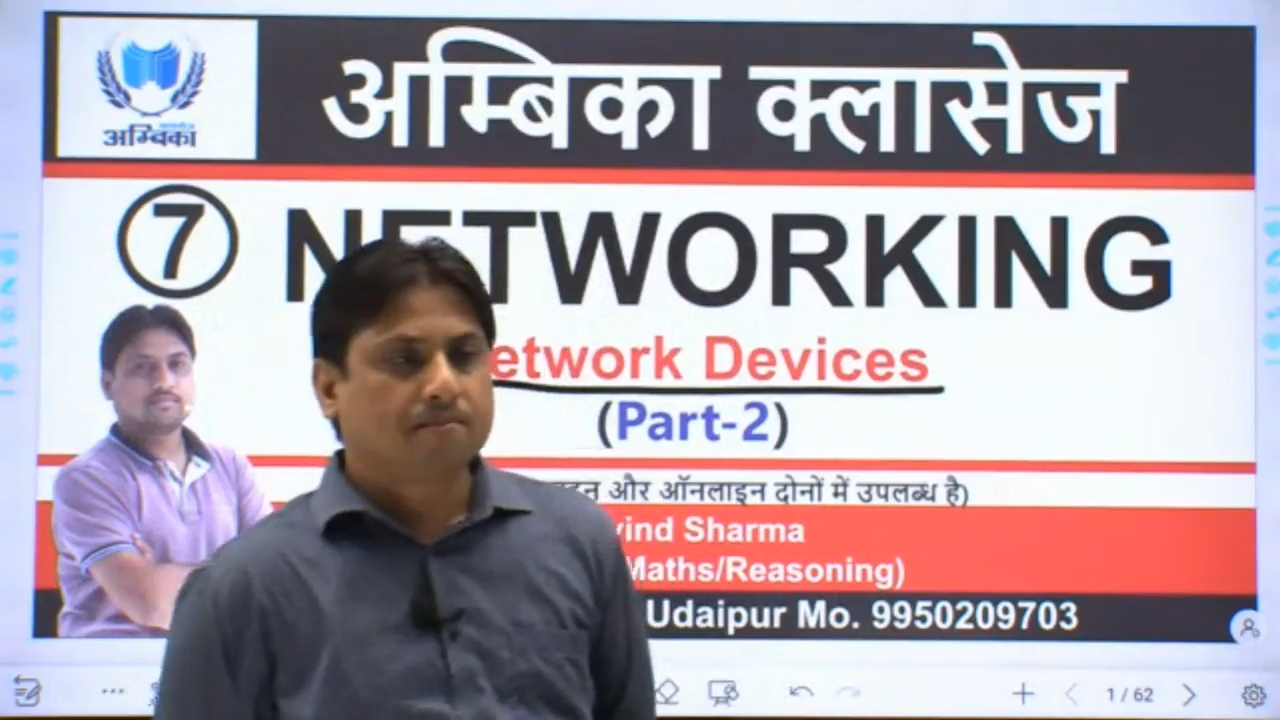 अम्बिका क्लासेज
अम्बिका
7 NETWORKING
etwork Devices
(Part-2)
और ऑनलाइन दोनों में उपलब्ध है)
vind Sharma
Maths/Reasoning)
Udaipur Mo. 9950209703
1 / 62